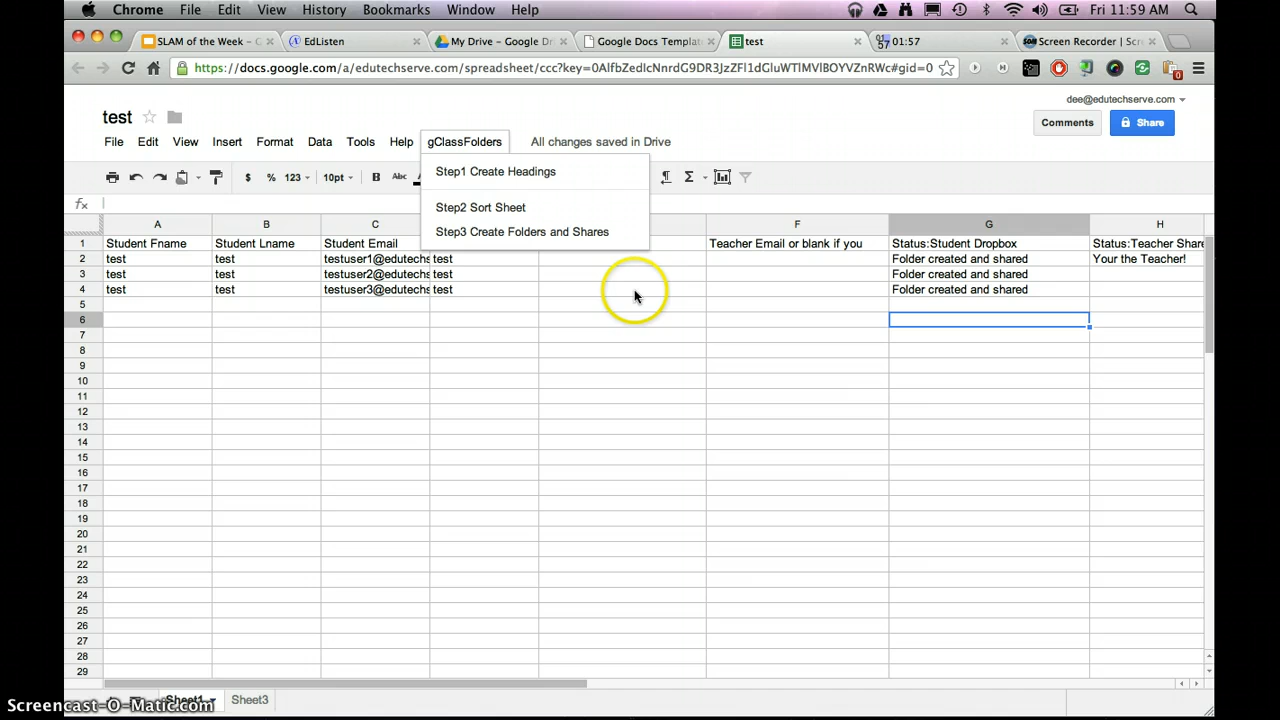 Chrome File Edit View History Bookmarks Window Help Fri 11:59 AM
SLAM of the Week - G EdListen My Drive - Google Dri Google Docs Templat test 01:57 Screen Recorder | Scr
https://docs.google.com/a/edutechserve.com/spreadsheet/ccc?key=0AlfbZedlcNnrdG9DR3JzZFl1dGluWTlMVlBOYVZnRWc#gid=0
0
dee@edutechserve.com
test
Comments Share
File Edit View Insert Format Data Tools Help gClassFolders All changes saved in Drive
Step1 Create Headings
$ % 123 10pt B Abc A Σ
Step2 Sort Sheet
Step3 Create Folders and Shares
fx
A B C F G H
1 Student Fname Student Lname Student Email Teacher Email or blank if you Status:Student Dropbox Status:Teacher Share
2 test test testuser1@edutechs test Folder created and shared Your the Teacher!
3 test test testuser2@edutechs test Folder created and shared
4 test test testuser3@edutechs test Folder created and shared
5
6
7
8
9
10
11
12
13
14
15
16
17
18
19
20
21
22
23
24
25
26
27
28
29
Sheet1 Sheet3
Screencast-O-Matic.com